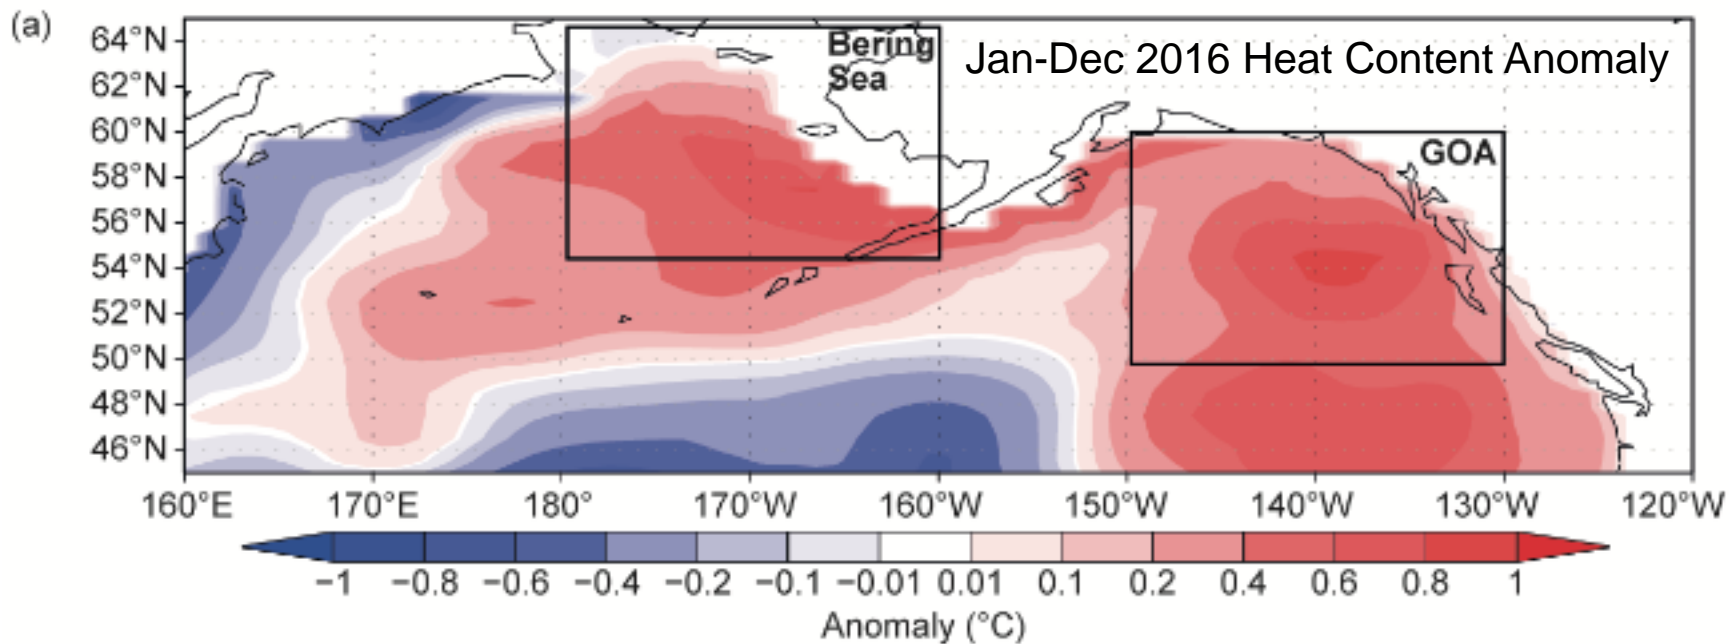 (a)
Jan-Dec 2016 Heat Content Anomaly
Bering
Sea
GOA
64°N
62°N
60°N
58°N
56°N
54°N
52°N
50°N
48°N
46°N
160°E 170°E 180° 170°W 160°W 150°W 140°W 130°W 120°W
−1 −0.8 −0.6 −0.4 −0.2 −0.1 −0.01 0.01 0.1 0.2 0.4 0.6 0.8 1
Anomaly (°C)